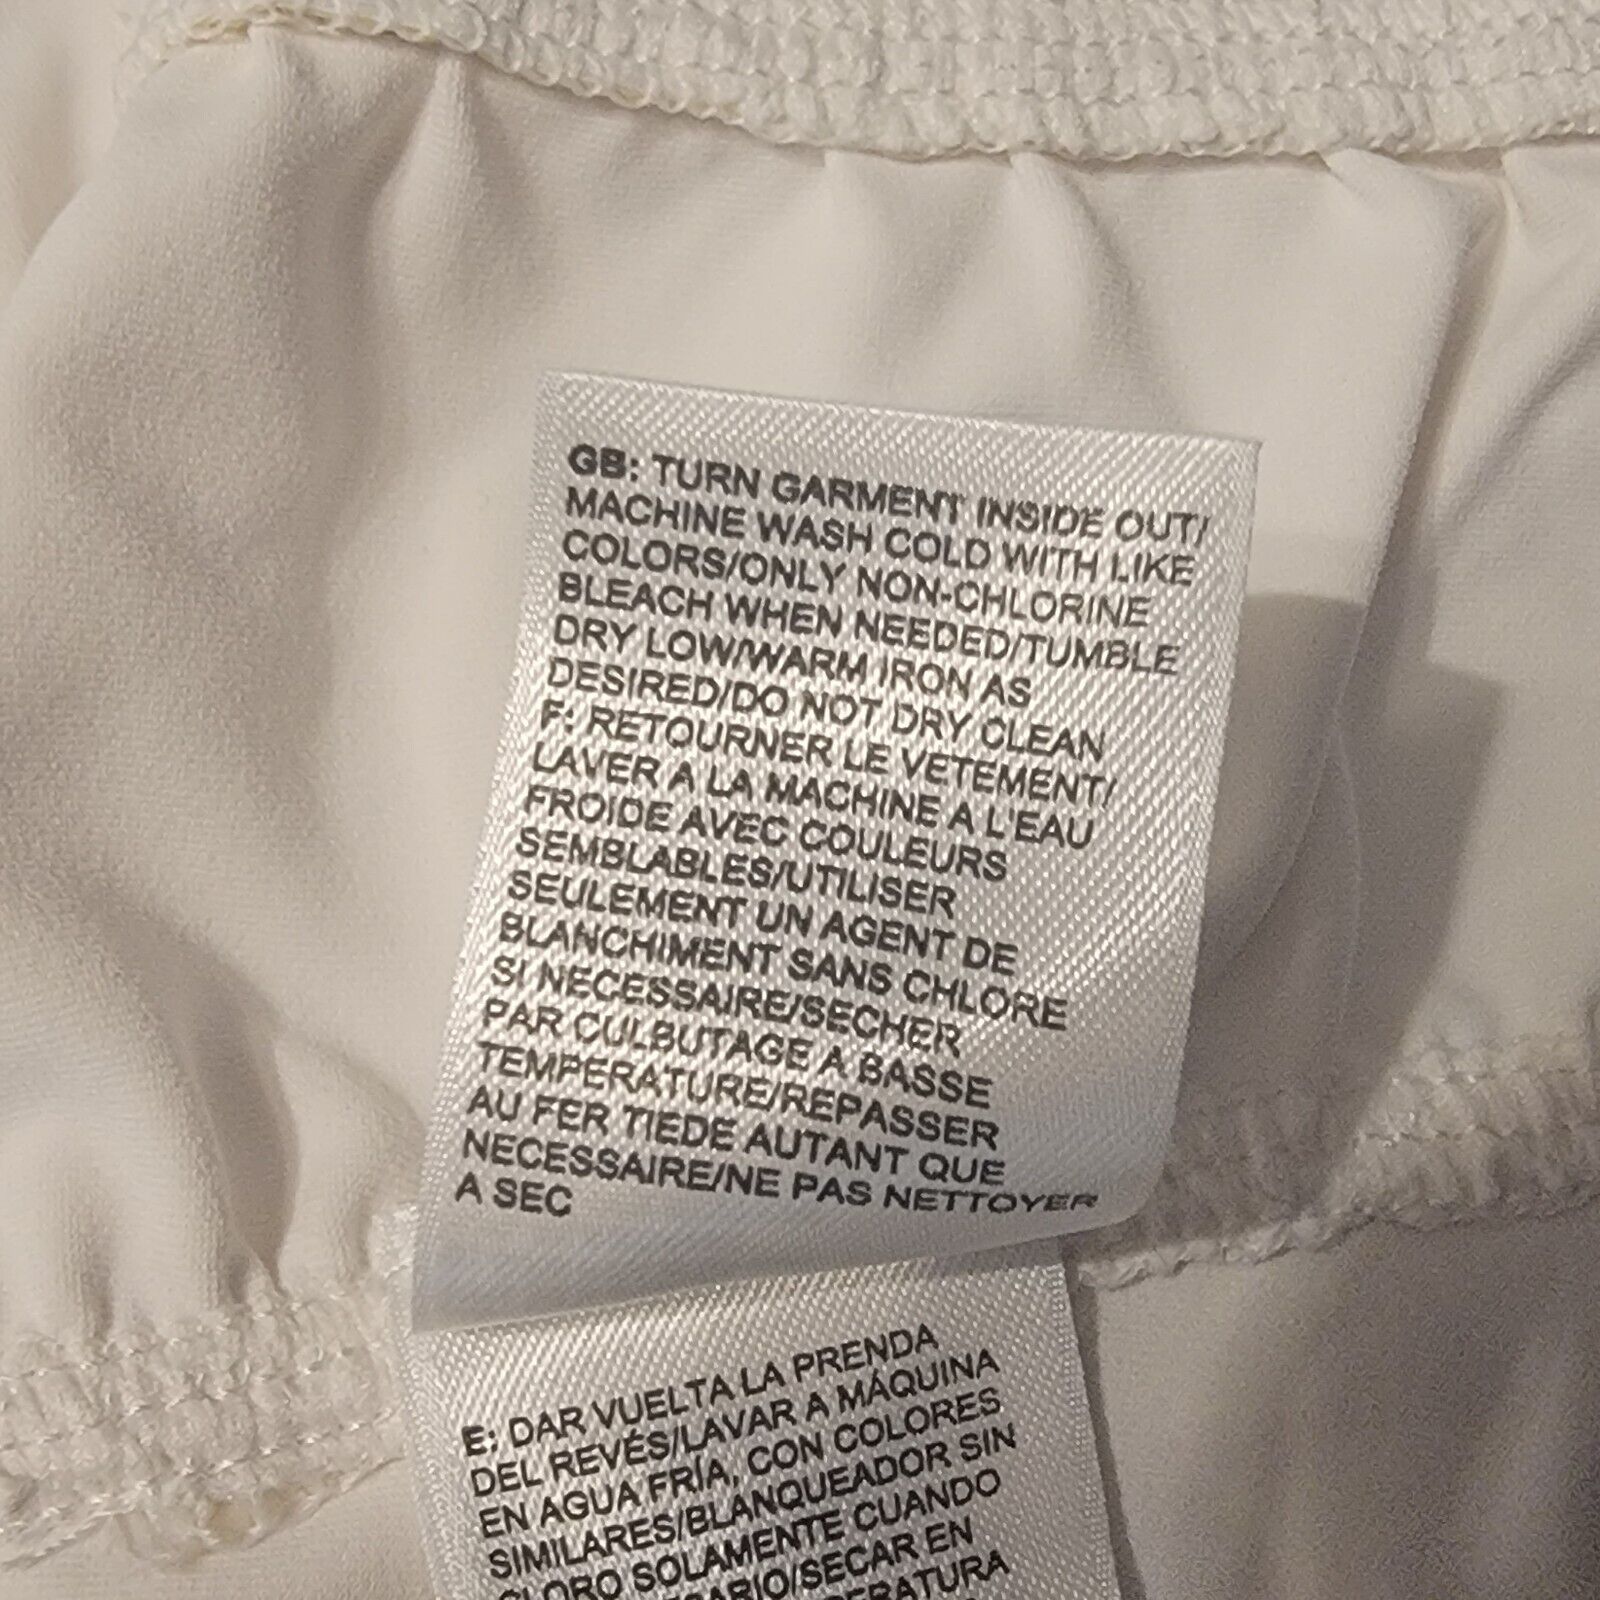 GB: TURN GARMENT INSIDE OUT/
MACHINE WASH COLD WITH LIKE
COLORS/ONLY NON-CHLORINE
BLEACH WHEN NEEDED/TUMBLE
DRY LOW/WARM IRON AS
DESIRED/DO NOT DRY CLEAN
F: RETOURNER LE VETEMENT/
LAVER A LA MACHINE A L'EAU
FROIDE AVEC COULEURS
SEMBLABLES/UTILISER
SEULEMENT UN AGENT DE
BLANCHIMENT SANS CHLORE
SI NECESSAIRE/SECHER
PAR CULBUTAGE A BASSE
TEMPERATURE/REPASSER
AU FER TIEDE AUTANT QUE
NECESSAIRE/NE PAS NETTOYER
A SEC
E: DAR VUELTA LA PRENDA
DEL REVÉS/LAVAR A MÁQUINA
EN AGUA FRÍA, CON COLORES
SIMILARES/BLANQUEADOR SIN
CLORO SOLAMENTE CUANDO
SECAR EN